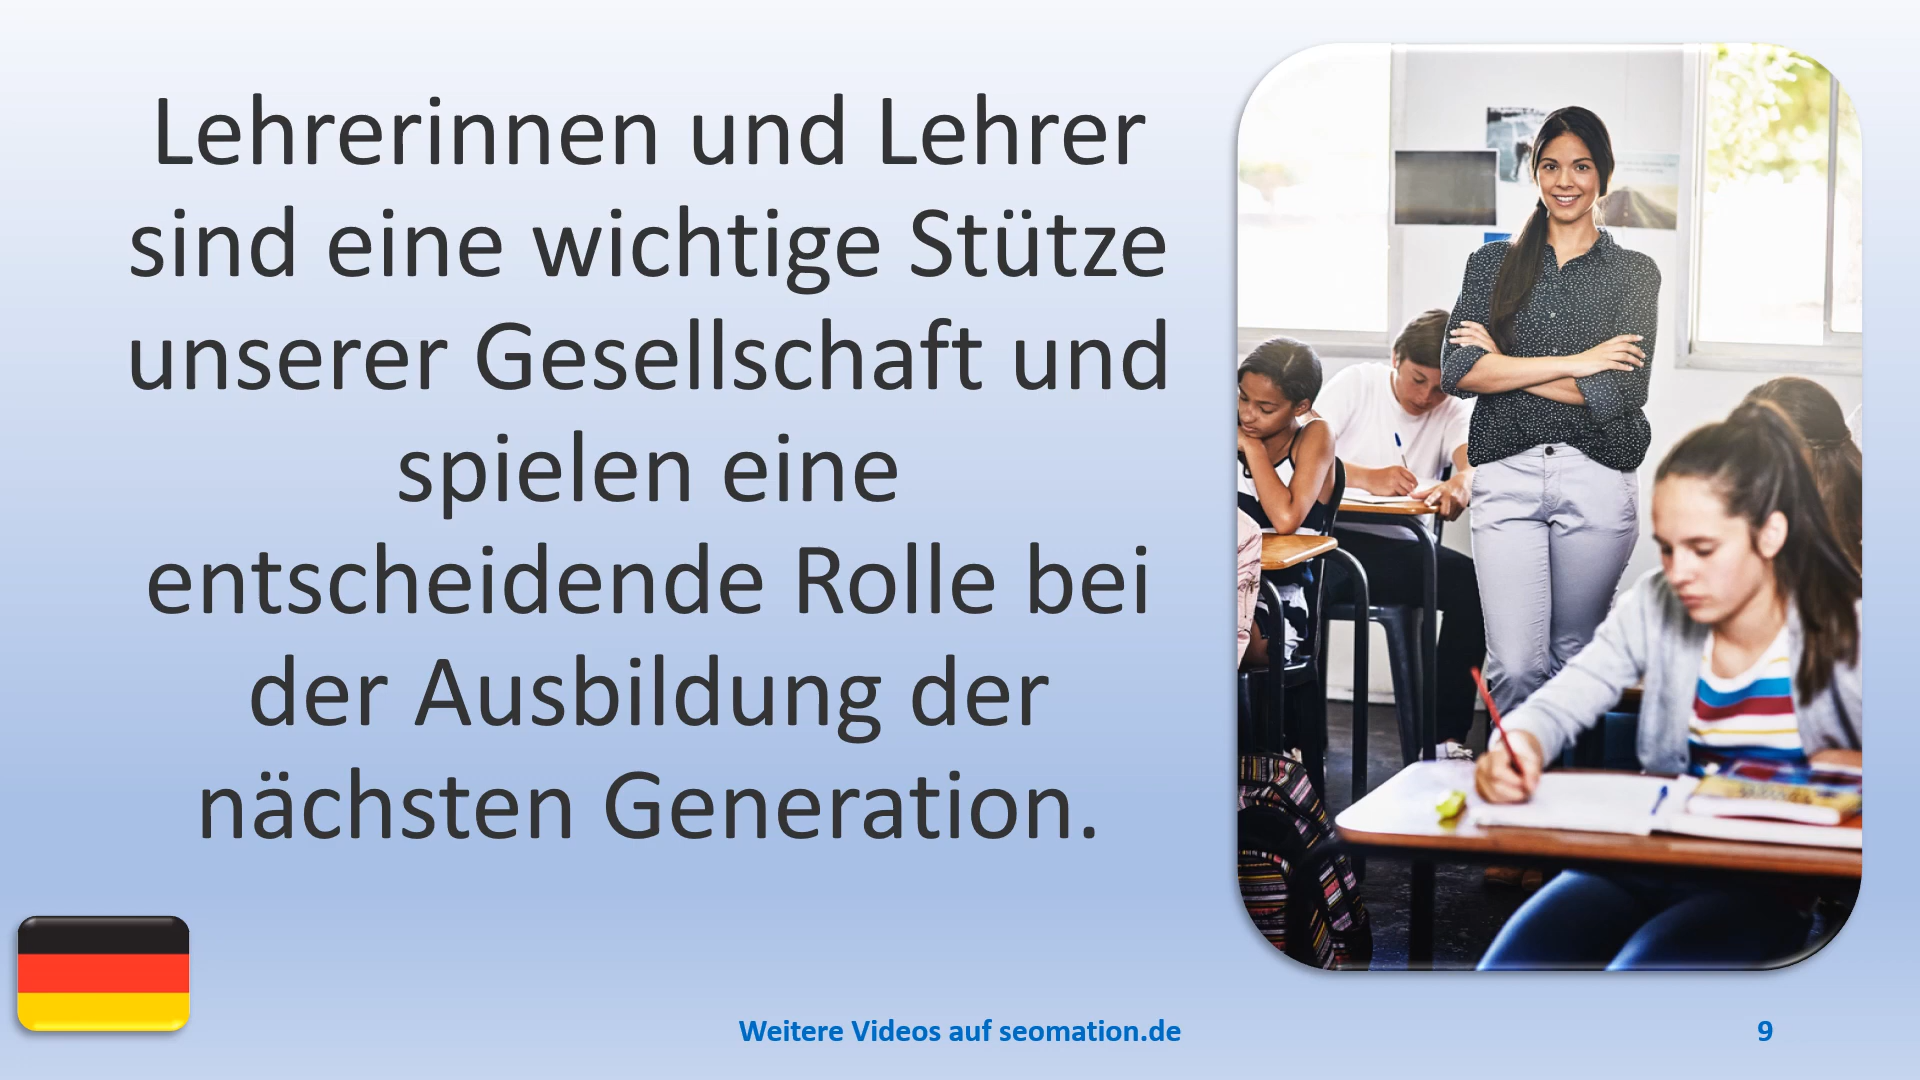 Lehrerinnen und Lehrer
sind eine wichtige Stütze
unserer Gesellschaft und
spielen eine
entscheidende Rolle bei
der Ausbildung der
nächsten Generation.
Weitere Videos auf seomation.de
9